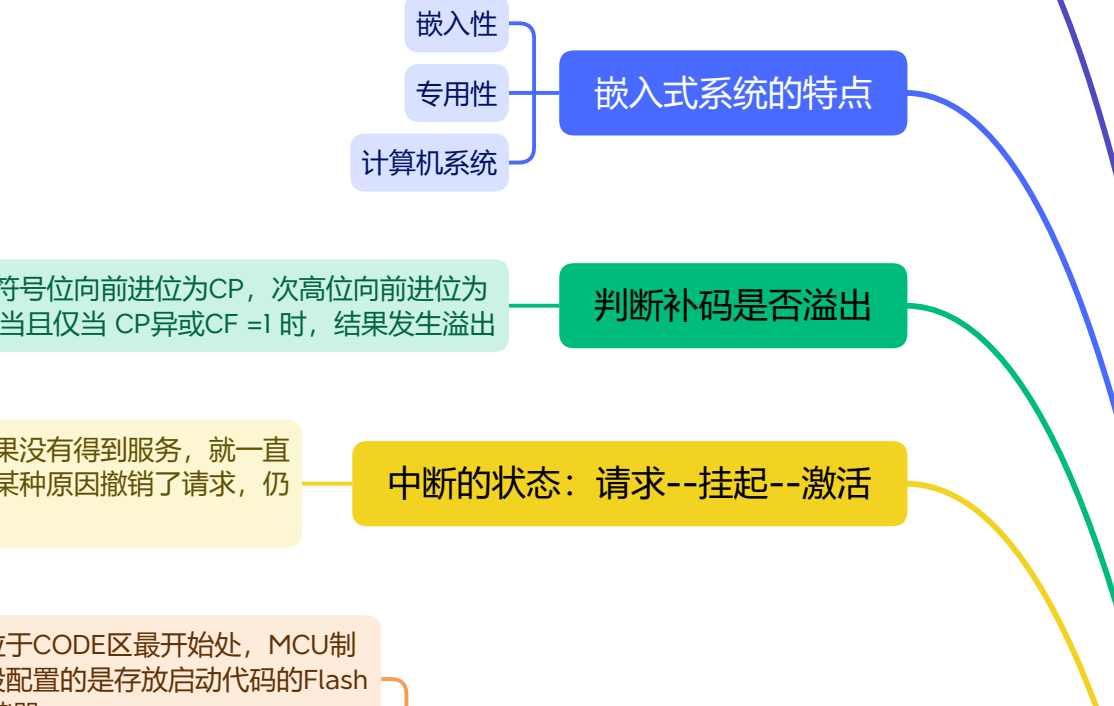 嵌入性
专用性
计算机系统
嵌入式系统的特点
符号位向前进位为CP，次高位向前进位为
当且仅当 CP异或CF =1 时，结果发生溢出
判断补码是否溢出
果没有得到服务，就一直
某种原因撤销了请求，仍
中断的状态：请求--挂起--激活
位于CODE区最开始处，MCU制
设配置的是存放启动代码的Flash